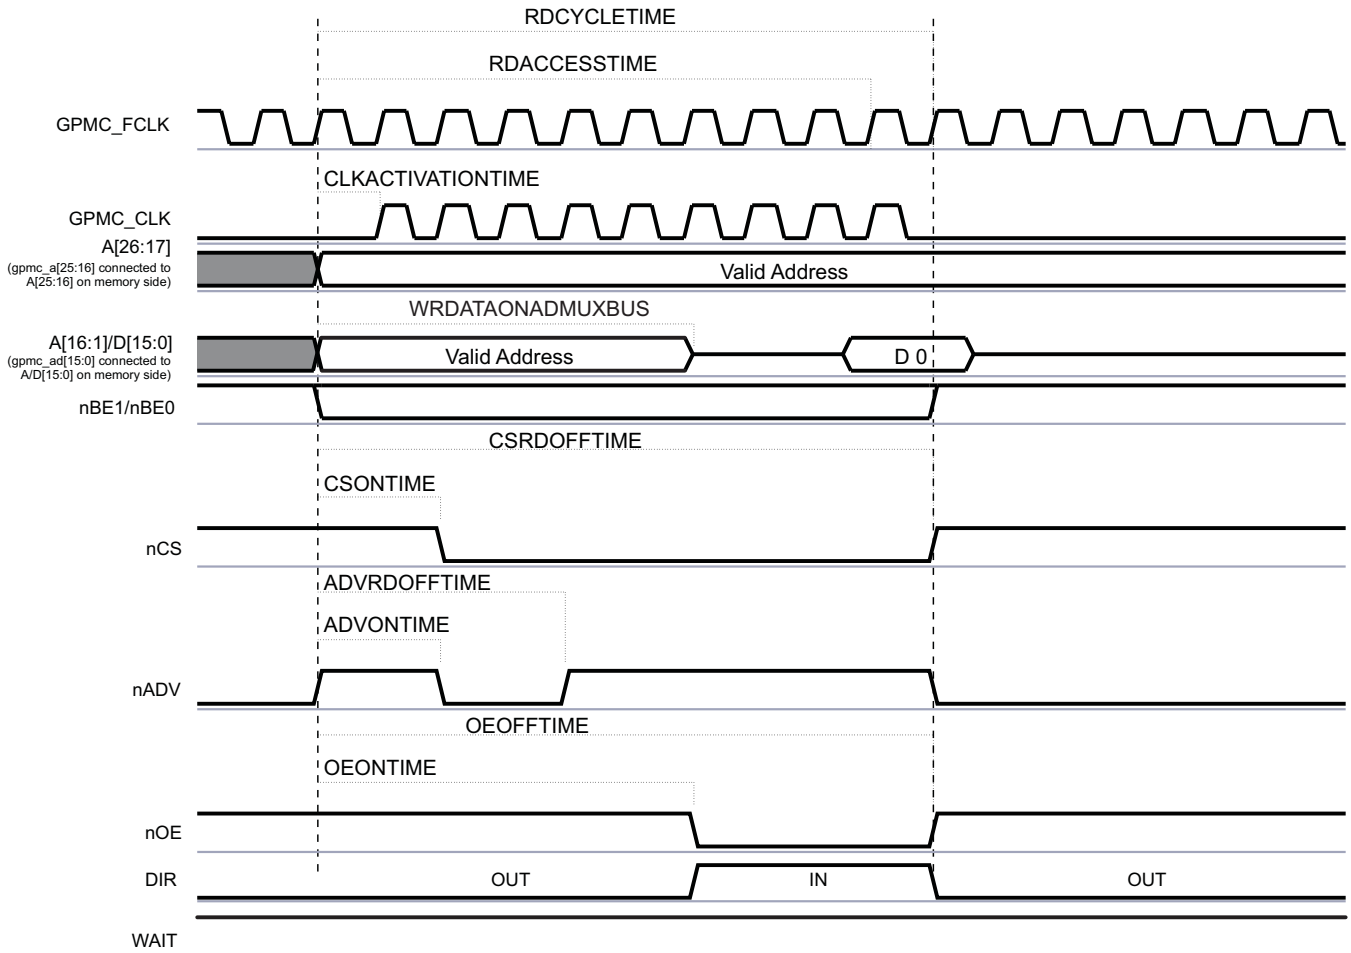 RDCYCLETIME
RDACCESSTIME
GPMC_FCLK
CLKACTIVATIONTIME
GPMC_CLK
A[26:17]
(gpmc_a[25:16] connected to
A[25:16] on memory side)
Valid Address
WRDATAONADMUXBUS
A[16:1]/D[15:0]
(gpmc_ad[15:0] connected to
A/D[15:0] on memory side)
Valid Address
D 0
nBE1/nBE0
CSRDOFFTIME
CSONTIME
nCS
ADVRDOFFTIME
ADVONTIME
nADV
OEOFFTIME
OEONTIME
nOE
DIR
OUT
IN
OUT
WAIT